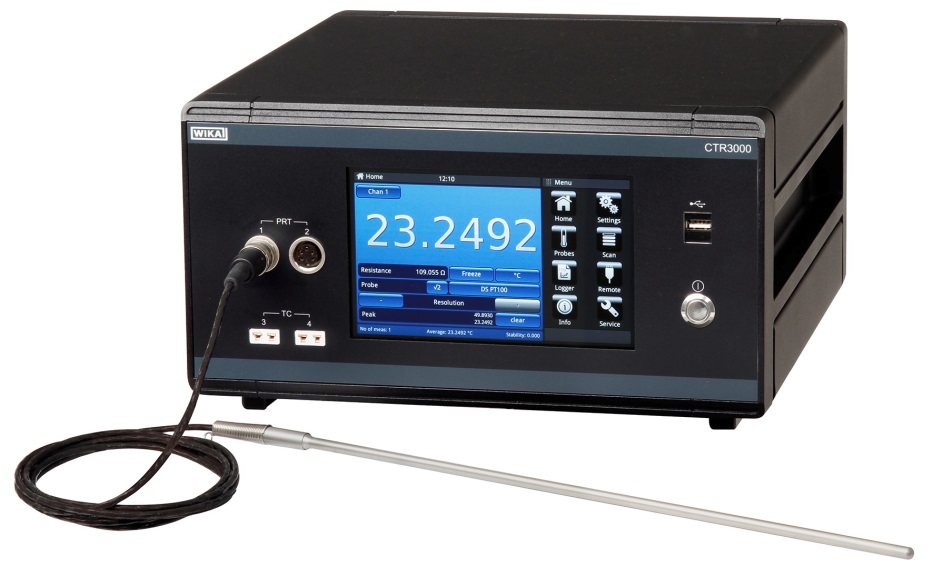 WIKA
CTR3000
Home 12:10
Menu
Chan 1
23.2492
Home
Settings
Probes
Scan
Logger
Remote
Info
Service
Resistance 109.055 Ω Freeze °C
Probe √2 DS PT100
- Resolution
Peak 49.8930
23.2492 clear
No of meas: 1 Average: 23.2492 °C Stability: 0.000
PRT
1 2
TC
3 4